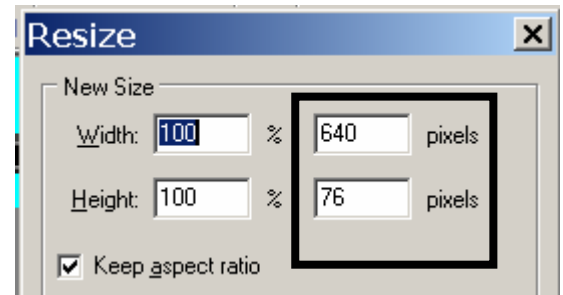 Resize
New Size
Width: 100 % 640 pixels
Height: 100 % 76 pixels
Keep aspect ratio